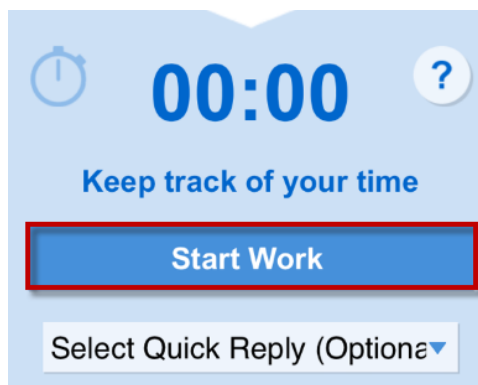 00:00
?
Keep track of your time
Start Work
Select Quick Reply (Optiona